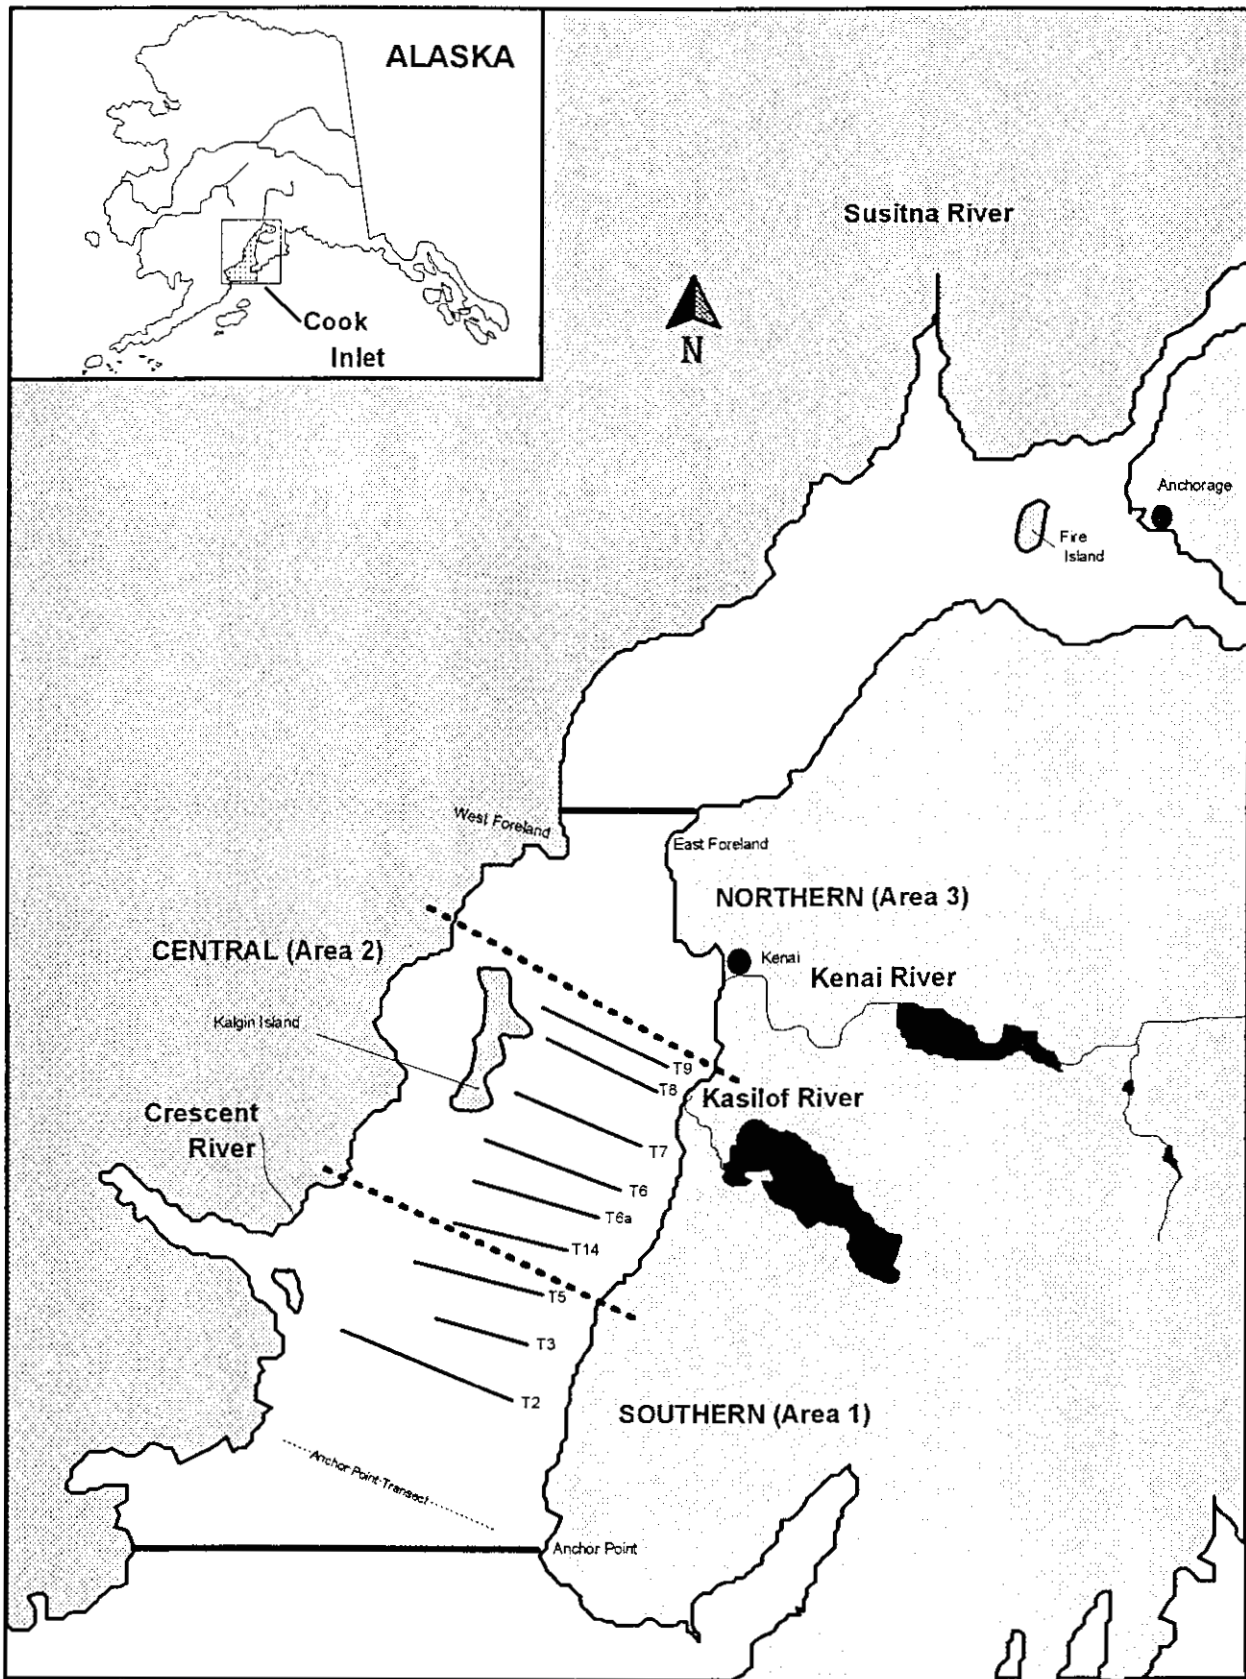 ALASKA
Cook
Inlet
Susitna River
N
Anchorage
Fire
Island
West Foreland
East Foreland
NORTHERN (Area 3)
CENTRAL (Area 2)
Kenai
Kenai River
Kalgin Island
T9
T8
Kasilof River
Crescent
River
T7
T6
T6a
T14
T5
T3
T2
SOUTHERN (Area 1)
Anchor Point Transect
Anchor Point